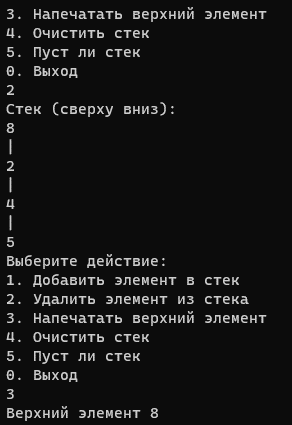 3. Напечатать верхний элемент
4. Очистить стек
5. Пуст ли стек
0. Выход
2
Стек (сверху вниз):
8
|
2
|
4
|
5
Выберите действие:
1. Добавить элемент в стек
2. Удалить элемент из стека
3. Напечатать верхний элемент
4. Очистить стек
5. Пуст ли стек
0. Выход
3
Верхний элемент 8